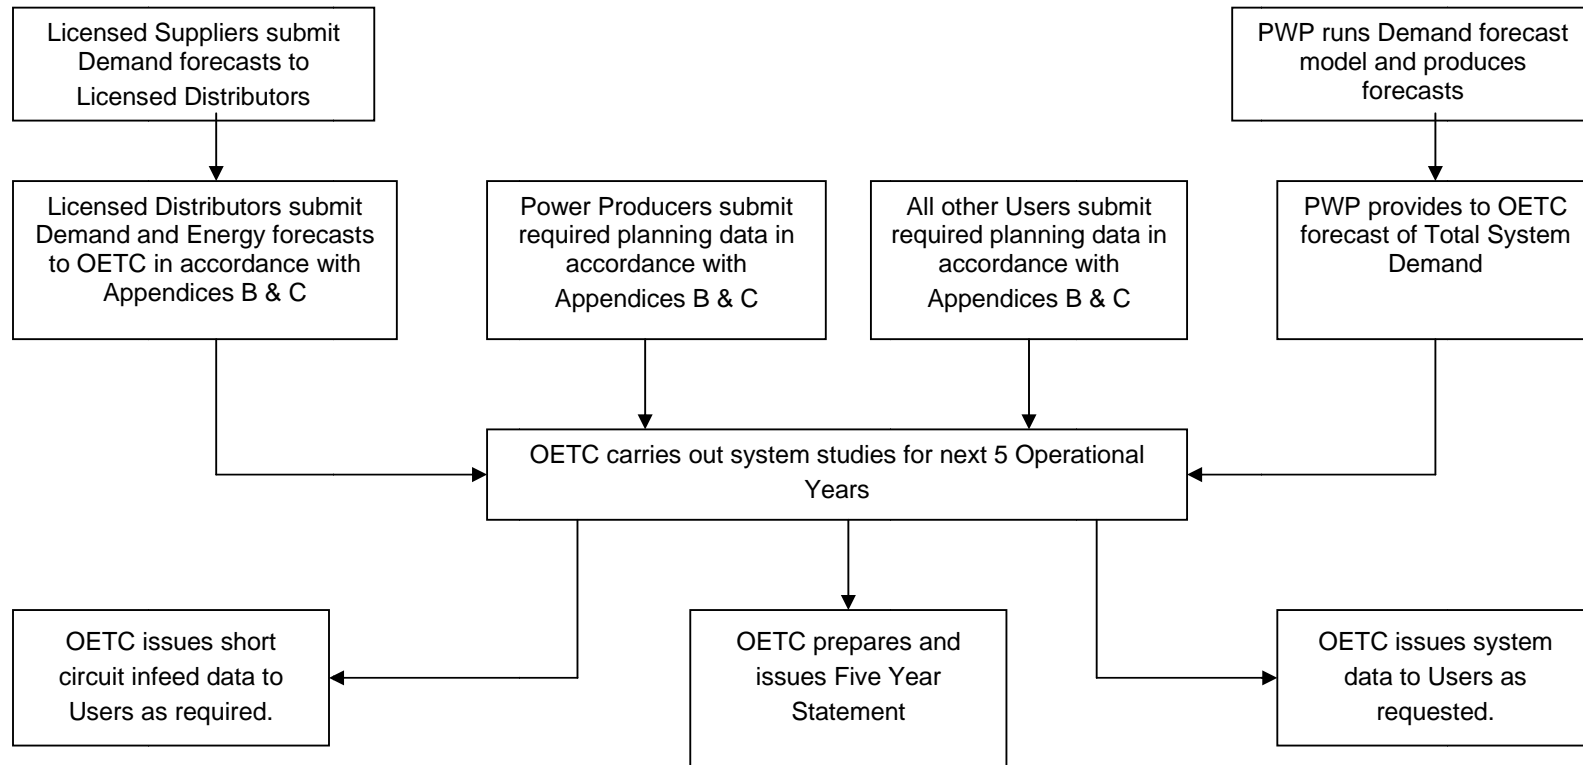 Licensed Suppliers submit
Demand forecasts to
Licensed Distributors
PWP runs Demand forecast
model and produces
forecasts
Licensed Distributors submit
Demand and Energy forecasts
to OETC in accordance with
Appendices B & C
Power Producers submit
required planning data in
accordance with
Appendices B & C
All other Users submit
required planning data in
accordance with
Appendices B & C
PWP provides to OETC
forecast of Total System
Demand
OETC carries out system studies for next 5 Operational
Years
OETC issues short
circuit infeed data to
Users as required.
OETC prepares and
issues Five Year
Statement
OETC issues system
data to Users as
requested.